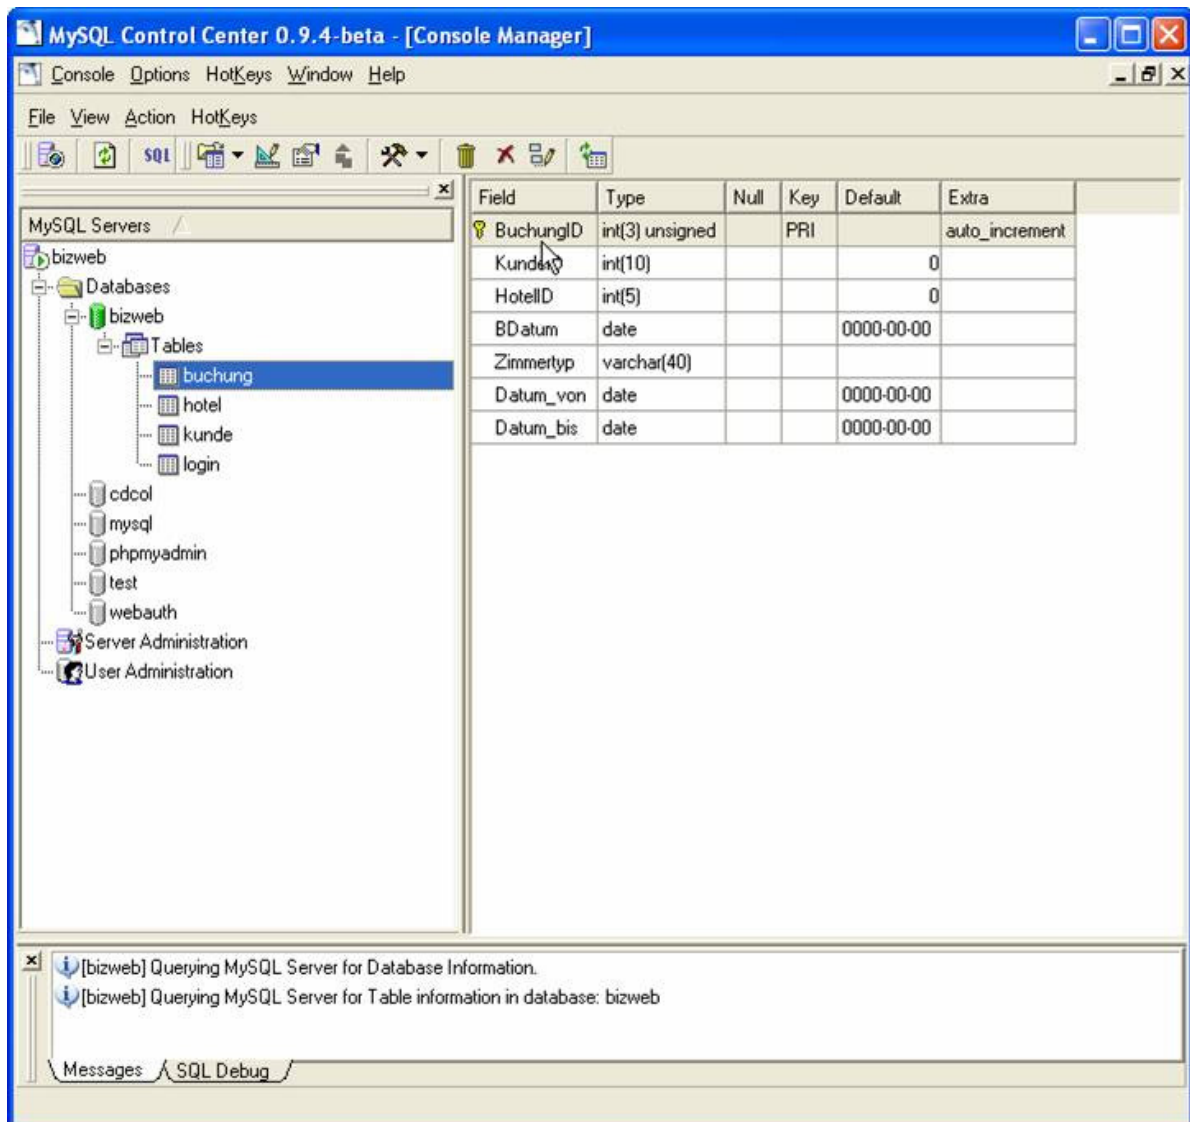 MySQL Control Center 0.9.4-beta - [Console Manager]
Console Options HotKeys Window Help
File View Action HotKeys
SQL
MySQL Servers
bizweb
Databases
bizweb
Tables
buchung
hotel
kunde
login
cdcol
mysql
phpmyadmin
test
webauth
Server Administration
User Administration
Field Type Null Key Default Extra
BuchungID int(3) unsigned PRI auto_increment
int(10) 0
HotelID int(5) 0
BDatum date 0000-00-00
Zimmertyp varchar(40)
Datum_von date 0000-00-00
Datum_bis date 0000-00-00
[bizweb] Querying MySQL Server for Database Information.
[bizweb] Querying MySQL Server for Table information in database: bizweb
Messages SQL Debug